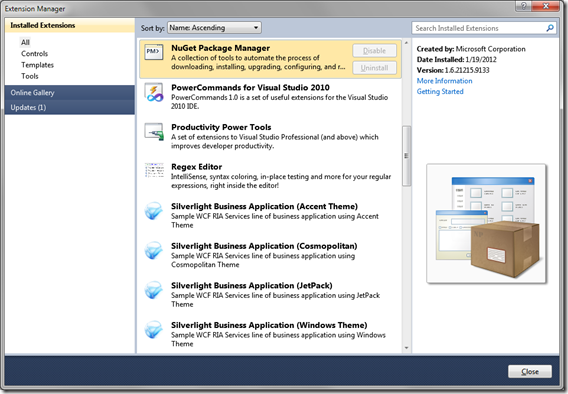 Extension Manager
Installed Extensions
All
Controls
Templates
Tools
Online Gallery
Updates (1)
Sort by: Name: Ascending
NuGet Package Manager
A collection of tools to automate the process of
downloading, installing, upgrading, configuring, and r...
Disable
Uninstall
PowerCommands for Visual Studio 2010
PowerCommands 1.0 is a set of useful extensions for the Visual Studio
2010 IDE.
Productivity Power Tools
A set of extensions to Visual Studio Professional (and above) which
improves developer productivity.
Regex Editor
IntelliSense, syntax coloring, in-place testing and more for your regular
expressions, right inside the editor!
Silverlight Business Application (Accent Theme)
Sample WCF RIA Services line of business application using Accent
Theme
Silverlight Business Application (Cosmopolitan)
Sample WCF RIA Services line of business application using
Cosmopolitan Theme
Silverlight Business Application (JetPack)
Sample WCF RIA Services line of business application using JetPack
Theme
Silverlight Business Application (Windows Theme)
Sample WCF RIA Services line of business application using Windows
Theme
Search Installed Extensions
Created by: Microsoft Corporation
Date Installed: 1/19/2012
Version: 1.6.21215.9133
More Information
Getting Started
Close